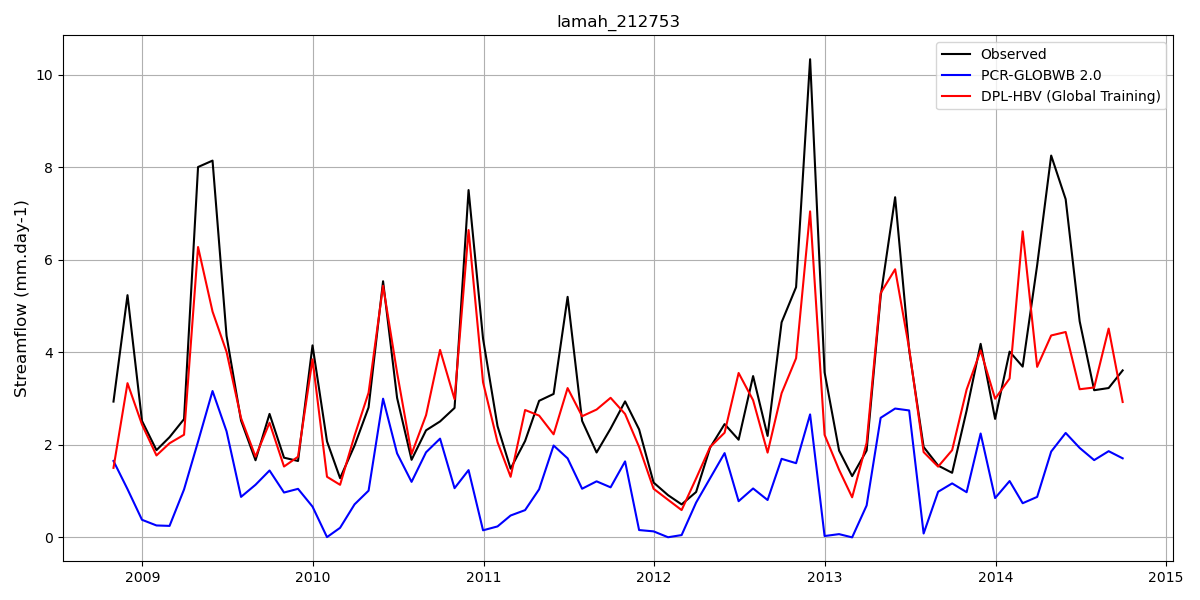 lamah_212753
Observed
PCR-GLOBWB 2.0
DPL-HBV (Global Training)
Streamflow (mm.day-1)
10
8
6
4
2
0
2009
2010
2011
2012
2013
2014
2015